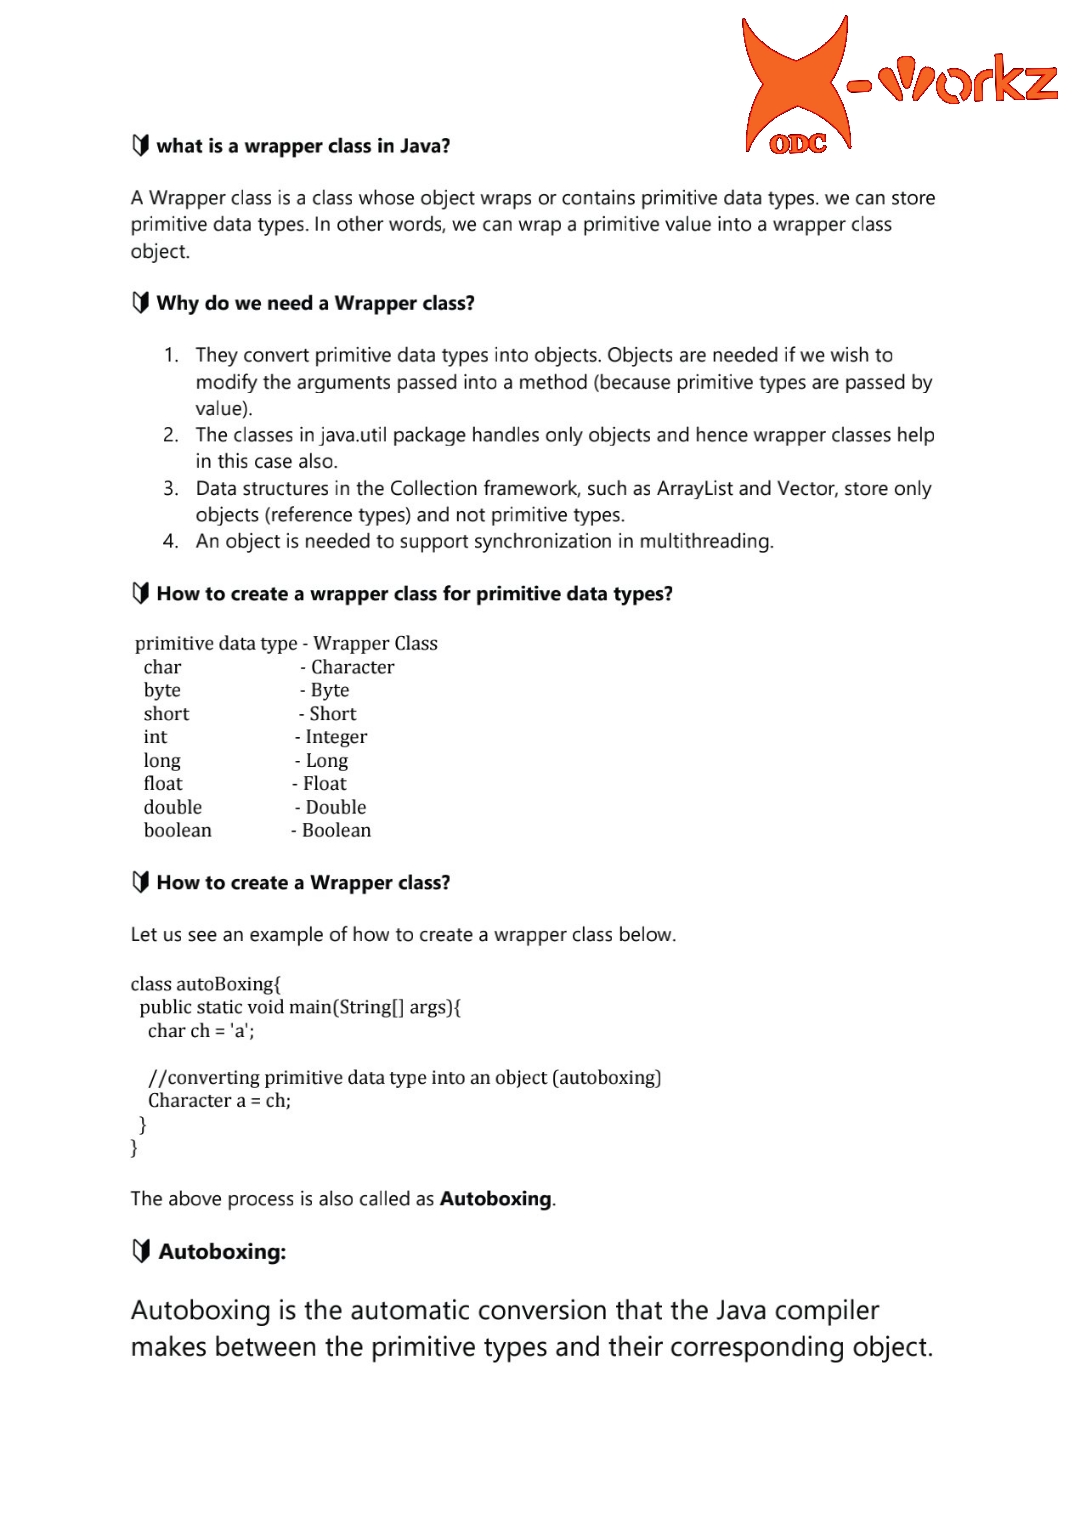 X-workz
ODC
🔰 what is a wrapper class in Java?
A Wrapper class is a class whose object wraps or contains primitive data types. we can store
primitive data types. In other words, we can wrap a primitive value into a wrapper class
object.
🔰 Why do we need a Wrapper class?
1. They convert primitive data types into objects. Objects are needed if we wish to
modify the arguments passed into a method (because primitive types are passed by
value).
2. The classes in java.util package handles only objects and hence wrapper classes help
in this case also.
3. Data structures in the Collection framework, such as ArrayList and Vector, store only
objects (reference types) and not primitive types.
4. An object is needed to support synchronization in multithreading.
🔰 How to create a wrapper class for primitive data types?
primitive data type - Wrapper Class
char - Character
byte - Byte
short - Short
int - Integer
long - Long
float - Float
double - Double
boolean - Boolean
🔰 How to create a Wrapper class?
Let us see an example of how to create a wrapper class below.
class autoBoxing{
public static void main(String[] args){
char ch = 'a';
//converting primitive data type into an object (autoboxing)
Character a = ch;
}
}
The above process is also called as Autoboxing.
🔰 Autoboxing:
Autoboxing is the automatic conversion that the Java compiler
makes between the primitive types and their corresponding object.